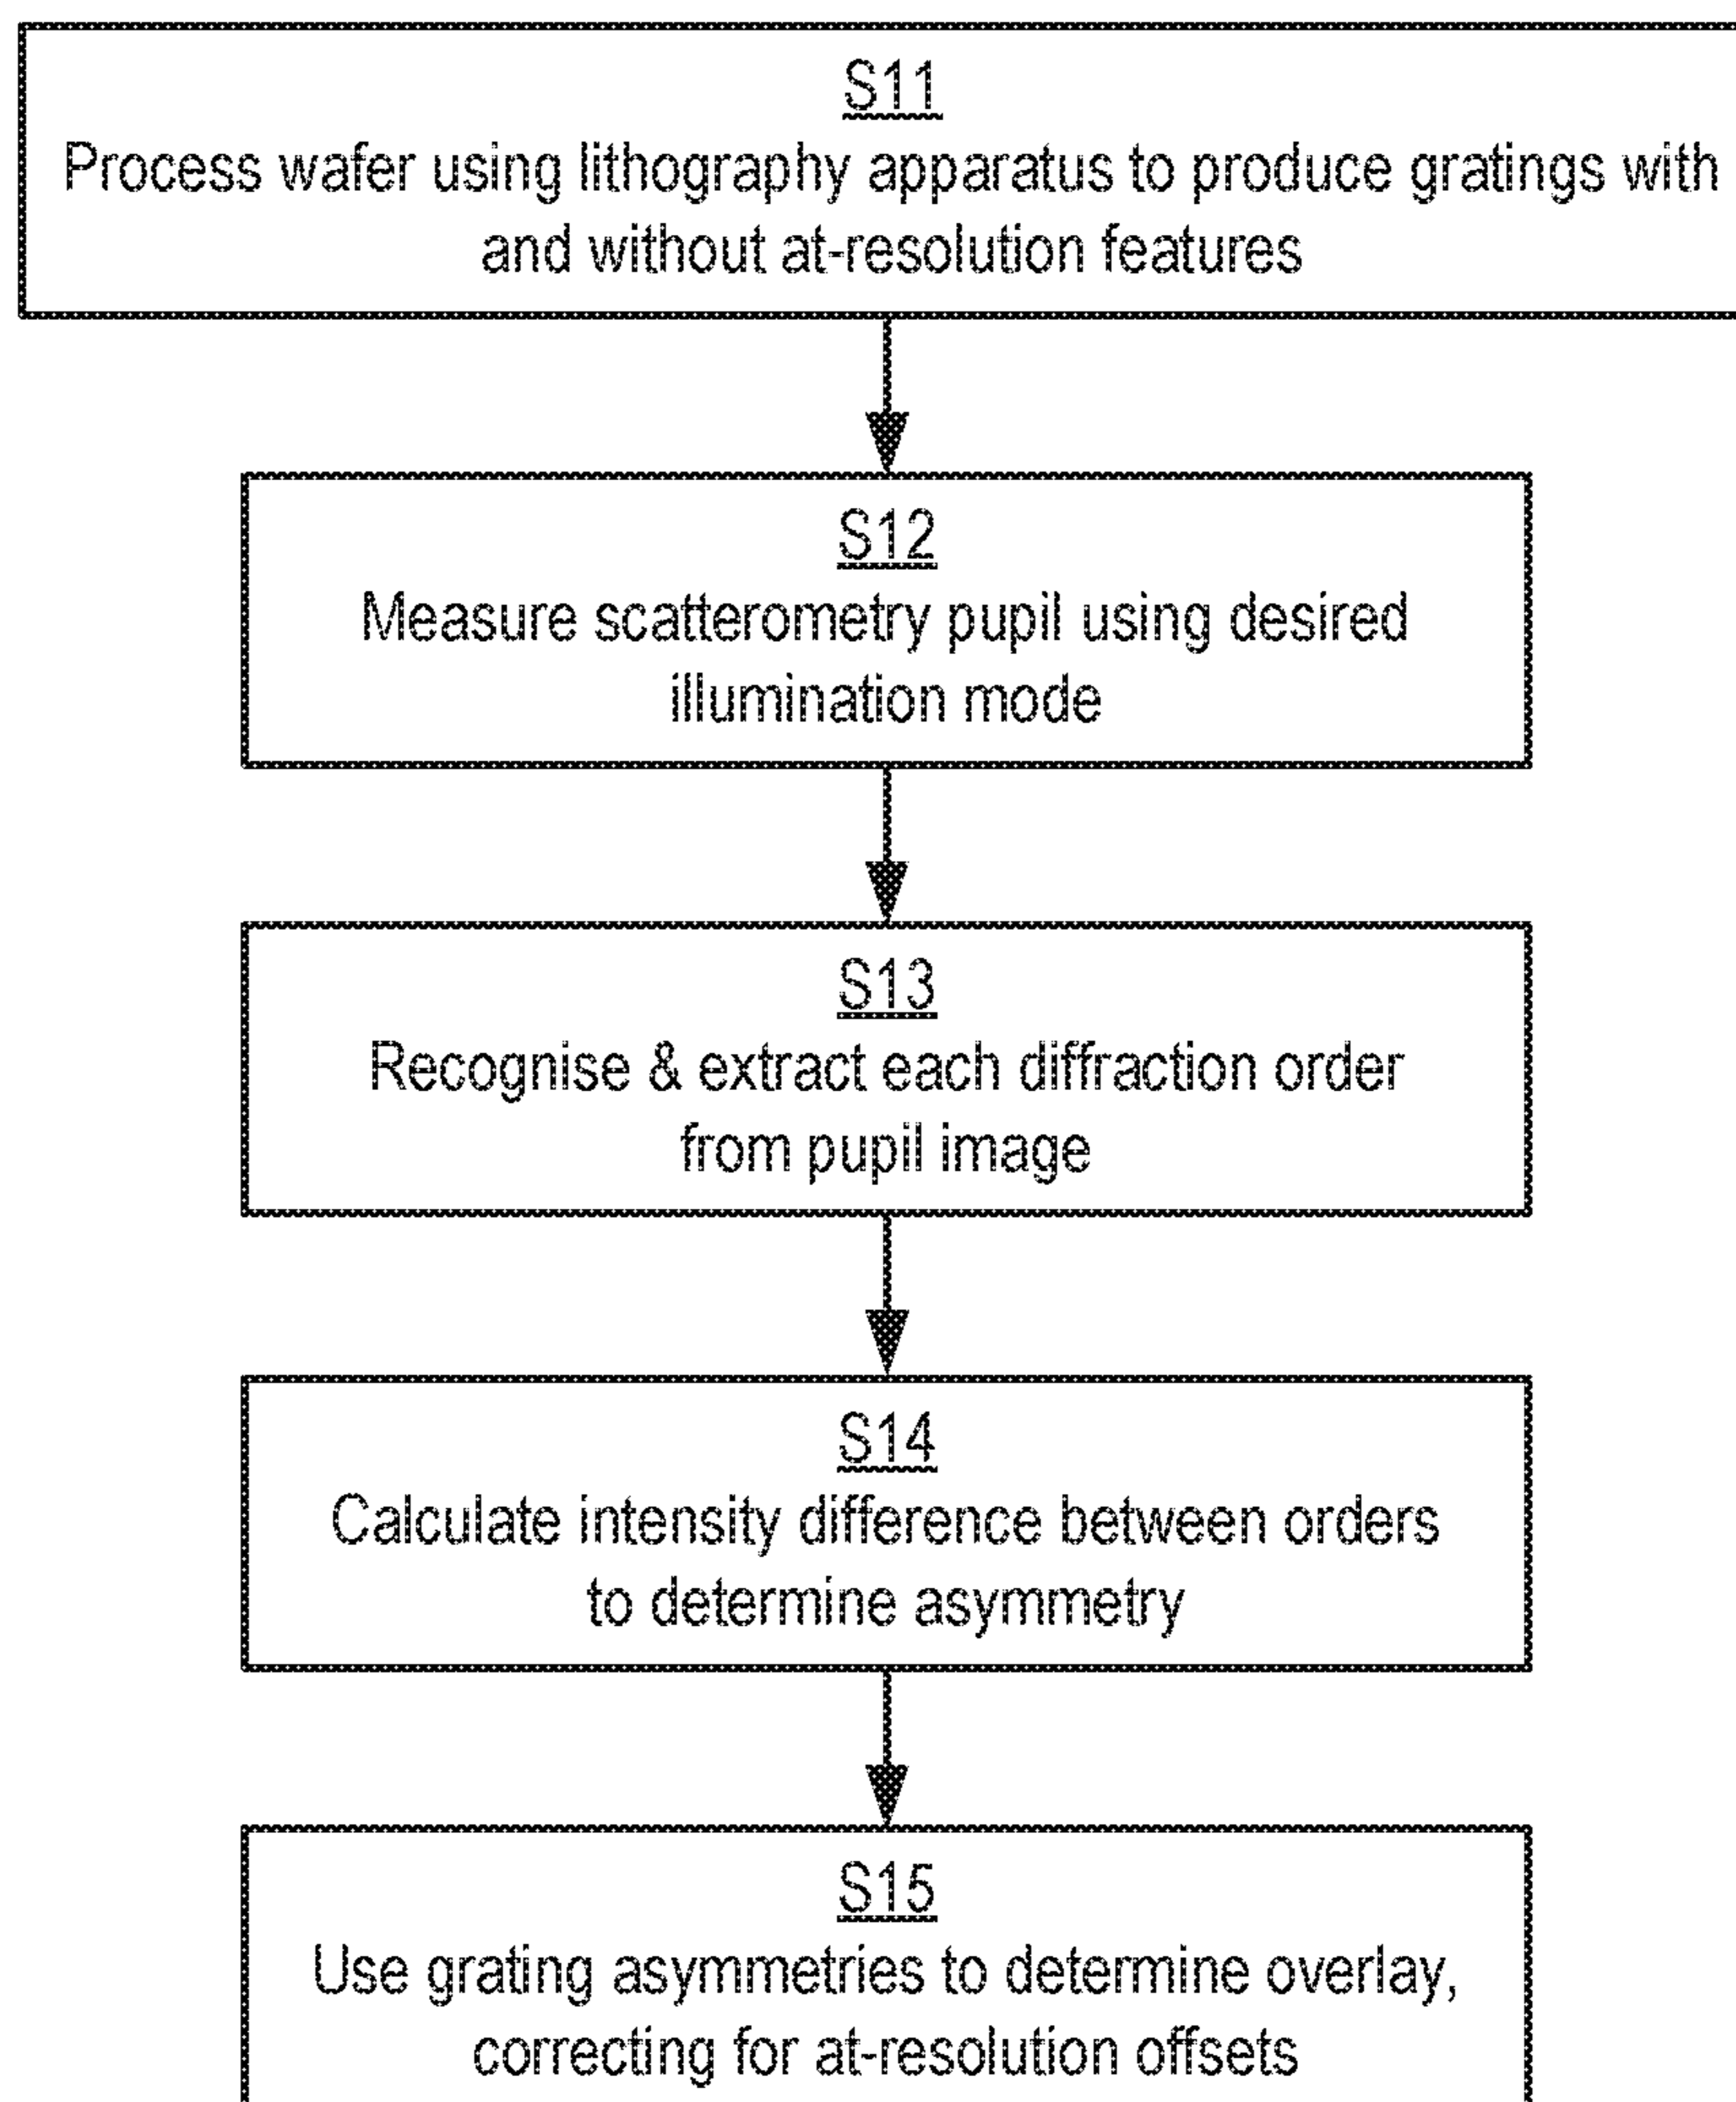 S11
Process wafer using lithography apparatus to produce gratings with
and without at-resolution features
S12
Measure scatterometry pupil using desired
illumination mode
S13
Recognise & extract each diffraction order
from pupil image
S14
Calculate intensity difference between orders
to determine asymmetry
S15
Use grating asymmetries to determine overlay,
correcting for at-resolution offsets